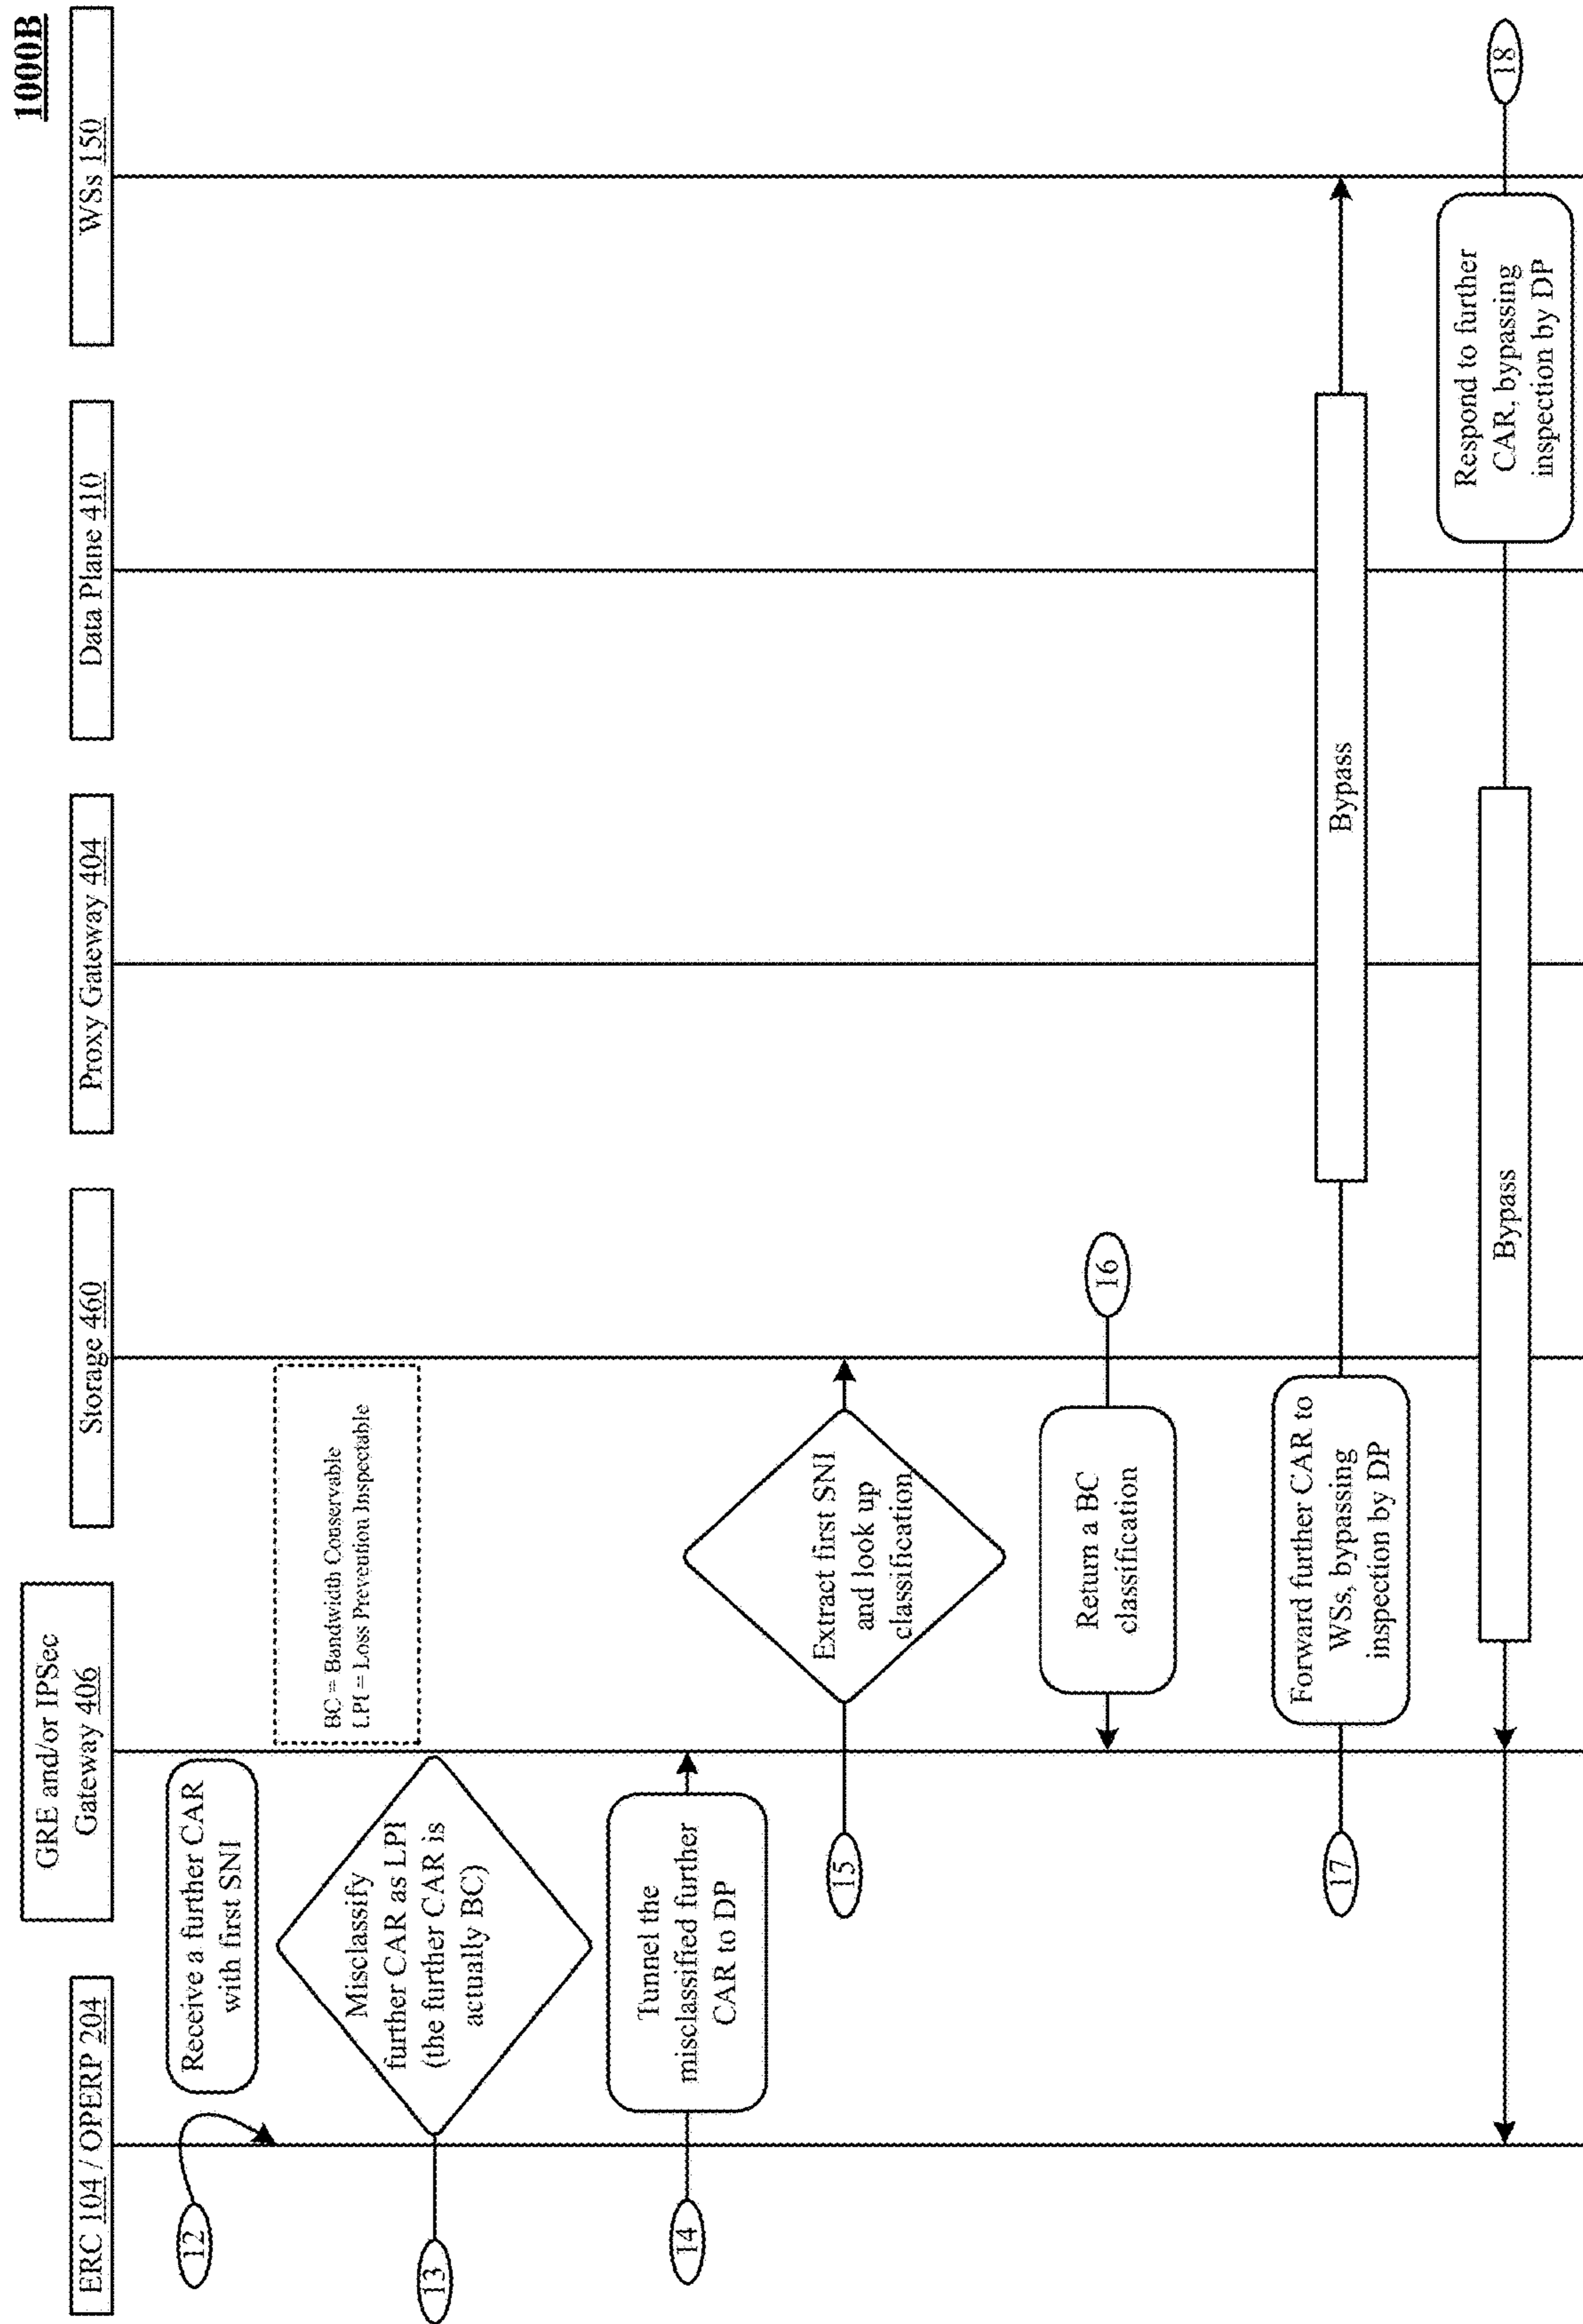 1000B
ERC 104 / OPERP 204
GRE and/or IPSec
Gateway 406
Storage 460
Proxy Gateway 404
Data Plane 410
WSs 150
12
Receive a further CAR
with first SNI
BC = Bandwidth Conservable
LPI = Loss Prevention Inspectable
13
Misclassify
further CAR as LPI
(the further CAR is
actually BC)
14
Tunnel the
misclassified further
CAR to DP
15
Extract first SNI
and look up
classification
Return a BC
classification
16
17
Forward further CAR to
WSs, bypassing
inspection by DP
Bypass
Bypass
Respond to further
CAR, bypassing
inspection by DP
18